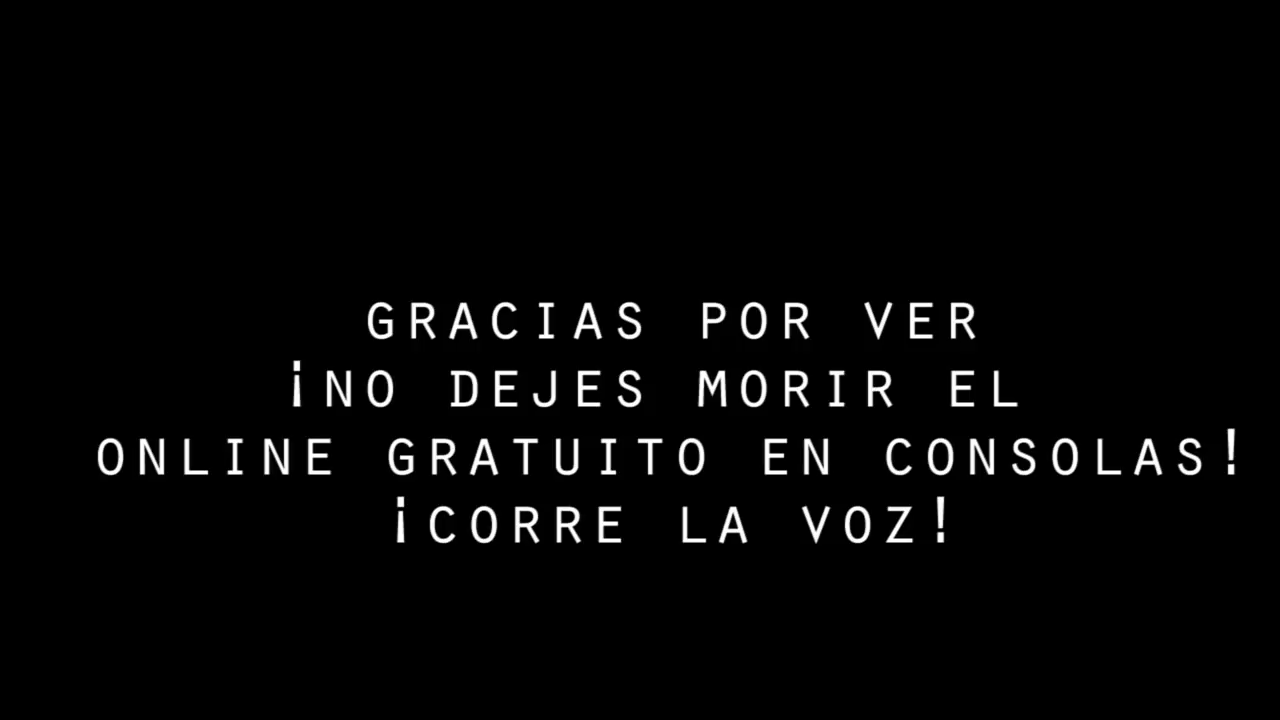 GRACIAS POR VER
¡NO DEJES MORIR EL
ONLINE GRATUITO EN CONSOLAS!
¡CORRE LA VOZ!